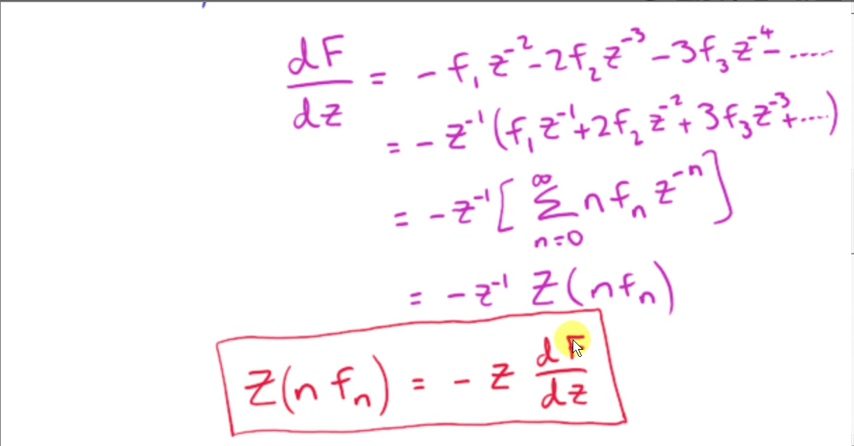 dF/dz = - f₁z⁻² - 2f₂z⁻³ - 3f₃z⁻⁴ - .....
= - z⁻¹(f₁z⁻¹ + 2f₂z⁻² + 3f₃z⁻³ + ....)
= - z⁻¹[∞∑n=0 n fₙ z⁻ⁿ]
= - z⁻¹ Z(nfₙ)
Z(n fₙ) = - z dF/dz